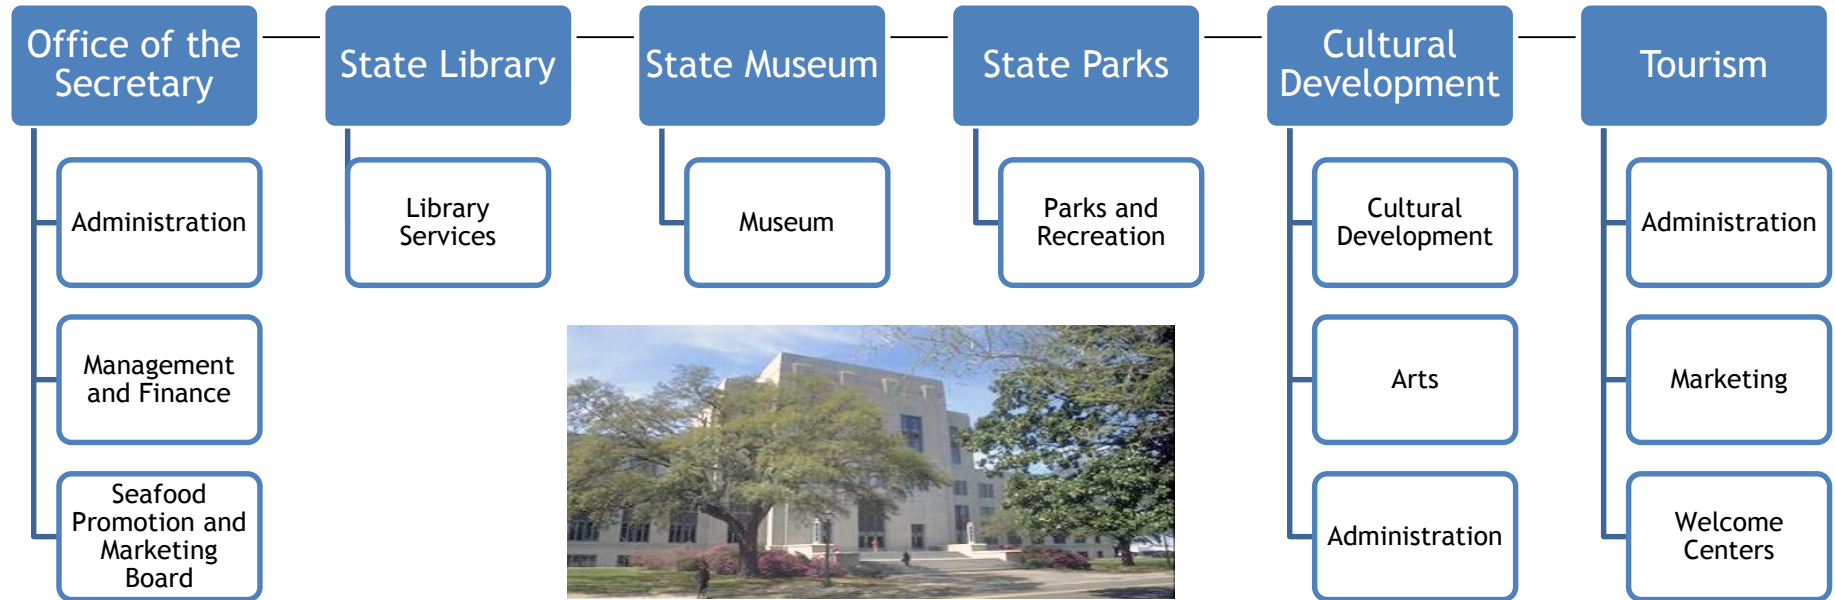 Office of the
Secretary
State Library
State Museum
State Parks
Cultural
Development
Tourism
Administration
Library
Services
Museum
Parks and
Recreation
Cultural
Development
Administration
Management
and Finance
Arts
Marketing
Seafood
Promotion and
Marketing
Board
Administration
Welcome
Centers